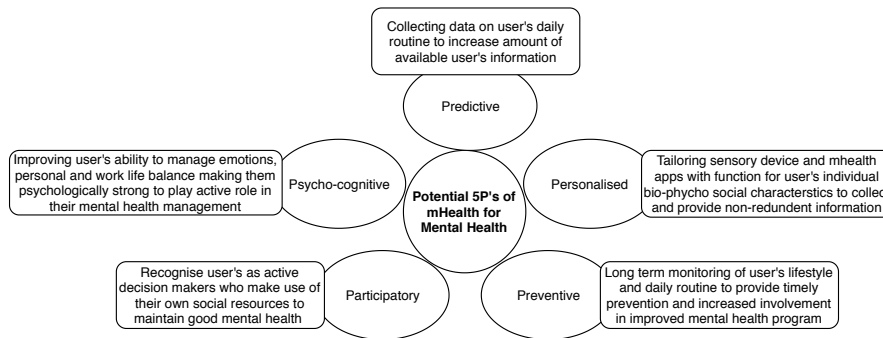 Collecting data on user's daily
routine to increase amount of
available user's information
Predictive
Improving user's ability to manage emotions,
personal and work life balance making them
psychologically strong to play active role in
their mental health management
Psycho-cognitive
Potential 5P's of
mHealth for
Mental Health
Personalised
Tailoring sensory device and mhealth
apps with function for user's individual
bio-phycho social characterstics to collect
and provide non-redundent information
Recognise user's as active
decision makers who make use of
their own social resources to
maintain good mental health
Participatory
Preventive
Long term monitoring of user's lifestyle
and daily routine to provide timely
prevention and increased involvement
in improved mental health program